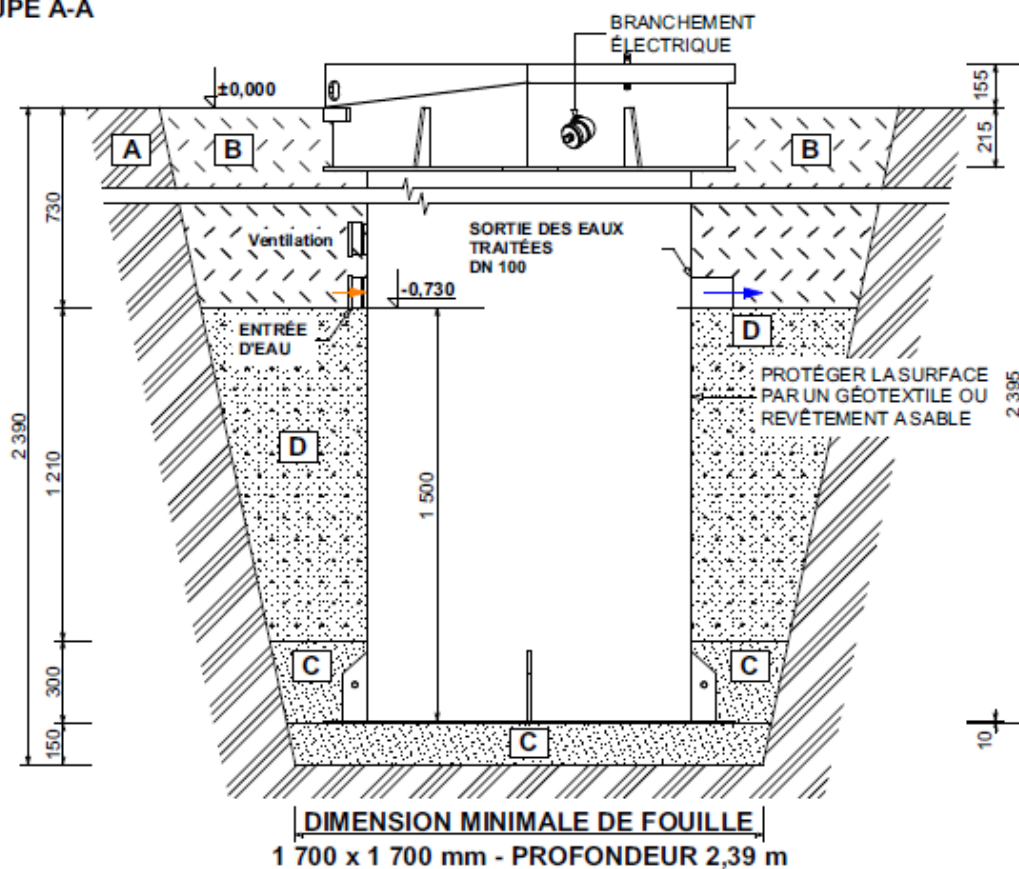 UPE A-A
BRANCHEMENT
ÉLECTRIQUE
±0,000
155
A
B
B
215
730
Ventilation
SORTIE DES EAUX
TRAITÉES
DN 100
-0,730
ENTRÉE
D'EAU
D
PROTÉGER LA SURFACE
PAR UN GÉOTEXTILE OU
REVÊTEMENT A SABLE
2 395
2 390
1 210
D
1 500
300
C
C
150
C
10
DIMENSION MINIMALE DE FOUILLE
1 700 x 1 700 mm - PROFONDEUR 2,39 m